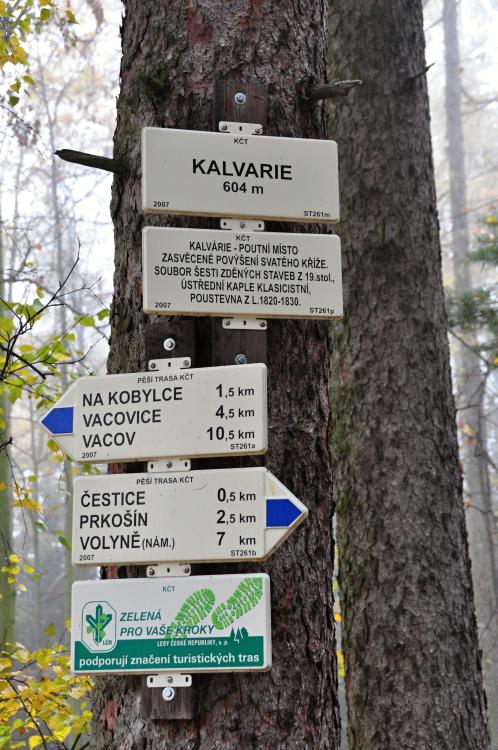 KČT
KALVARIE
604 m
2007 ST261m
KČT
KALVÁRIE - POUTNÍ MÍSTO
ZASVĚCENÉ POVÝŠENÍ SVATÉHO KŘÍŽE.
SOUBOR ŠESTI ZDĚNÝCH STAVEB Z 19.stol.,
ÚSTŘEDNÍ KAPLE KLASICISTNÍ,
POUSTEVNA Z L.1820-1830.
2007 ST261p
PĚŠÍ TRASA KČT
NA KOBYLCE 1,5 km
VACOVICE 4,5 km
VACOV 10,5 km
2007 ST261a
PĚŠÍ TRASA KČT
ČESTICE 0,5 km
PRKOŠÍN 2,5 km
VOLYNĚ (NÁM.) 7 km
2007 ST261b
KČT
ZELENÁ
PRO VAŠE KROKY
LČR
LESY ČESKÉ REPUBLIKY, s. p.
podporují značení turistických tras